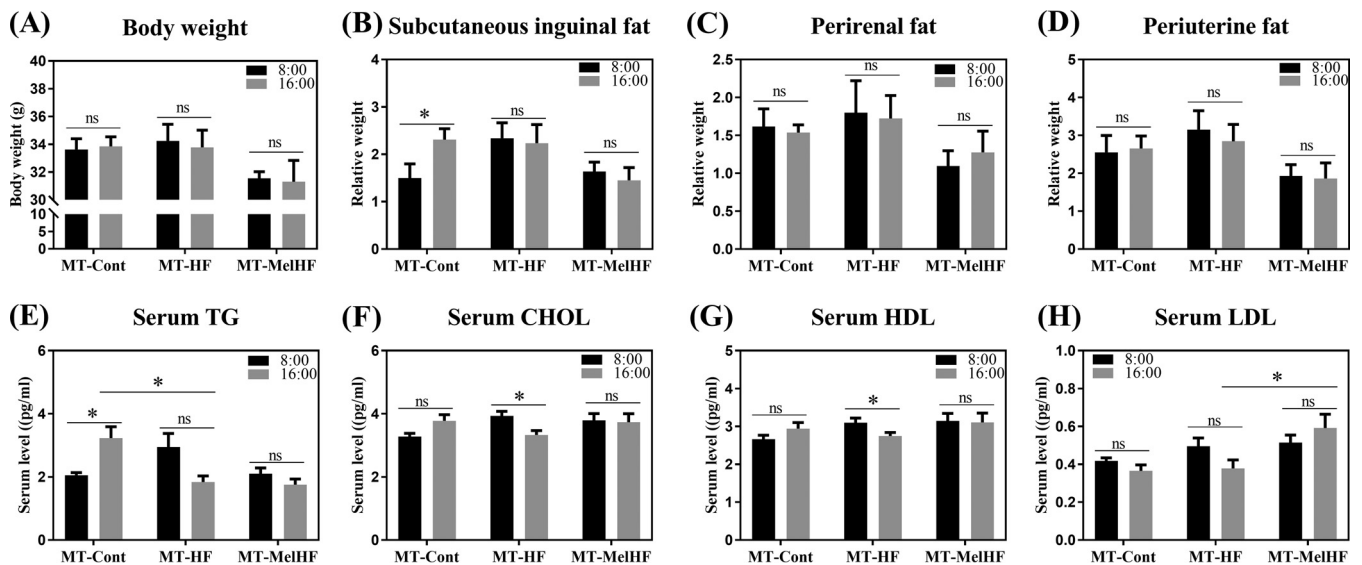 (A) Body weight
Body weight (g)
40
38
36
34
32
30
10
5
0
8:00
16:00
ns
ns
ns
MT-Cont MT-HF MT-MelHF
(B) Subcutaneous inguinal fat
Relative weight
4
3
2
1
0
8:00
16:00
*
ns
ns
MT-Cont MT-HF MT-MelHF
(C) Perirenal fat
Relative weight
2.5
2.0
1.5
1.0
0.5
0.0
8:00
16:00
ns
ns
ns
MT-Cont MT-HF MT-MelHF
(D) Periuterine fat
Relative weight
5
4
3
2
1
0
8:00
16:00
ns
ns
ns
MT-Cont MT-HF MT-MelHF
(E) Serum TG
Serum level ((pg/ml)
6
4
2
0
8:00
16:00
*
*
ns
ns
MT-Cont MT-HF MT-MelHF
(F) Serum CHOL
Serum level ((pg/ml)
6
4
2
0
8:00
16:00
ns
*
ns
MT-Cont MT-HF MT-MelHF
(G) Serum HDL
Serum level ((pg/ml)
5
4
3
2
1
0
8:00
16:00
ns
*
ns
MT-Cont MT-HF MT-MelHF
(H) Serum LDL
Serum level ((pg/ml)
1.0
0.8
0.6
0.4
0.2
0.0
8:00
16:00
*
ns
ns
ns
MT-Cont MT-HF MT-MelHF